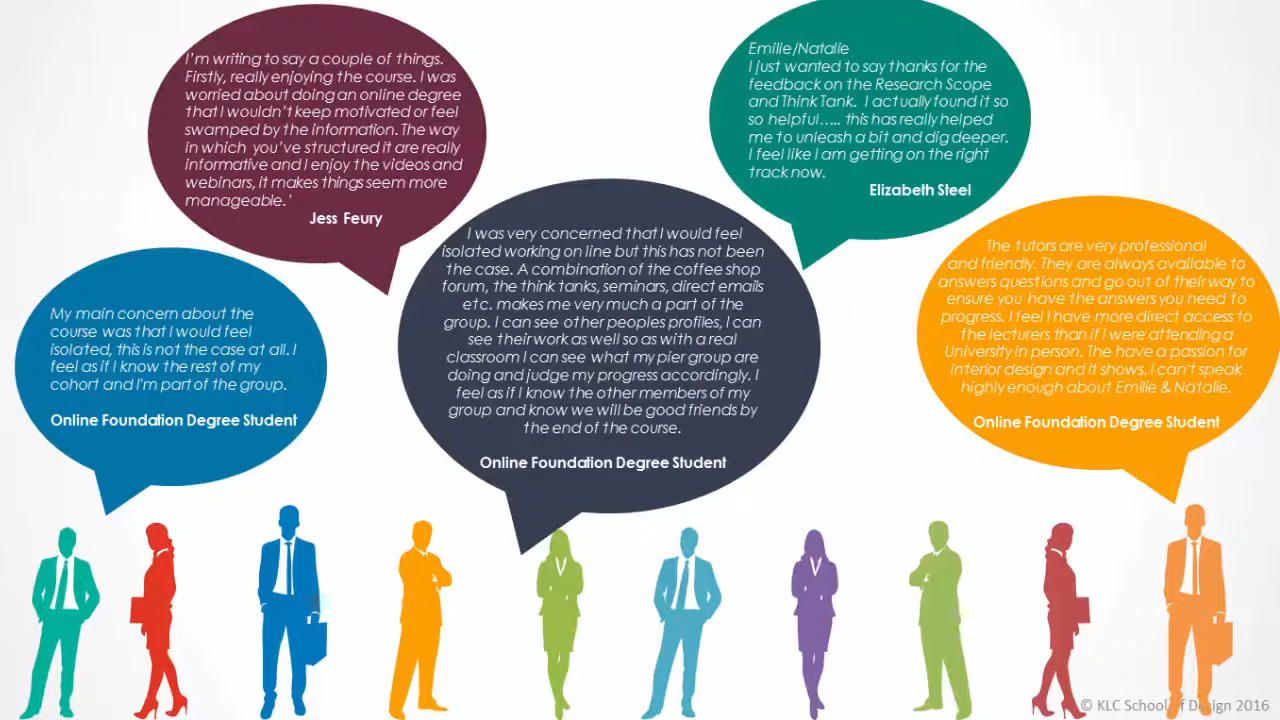 I'm writing to say a couple of things.
Firstly, really enjoying the course. I was
worried about doing an online degree
that I wouldn't keep motivated or feel
swamped by the information. The way
in which you've structured it are really
informative and I enjoy the videos and
webinars, it makes things seem more
manageable.'
Jess Feury
Emilie/Natalie
I just wanted to say thanks for the
feedback on the Research Scope
and Think Tank. I actually found it so
so helpful..... this has really helped
me to unleash a bit and dig deeper.
I feel like I am getting on the right
track now.
Elizabeth Steel
My main concern about the
course was that I would feel
isolated, this is not the case at all. I
feel as if I know the rest of my
cohort and I'm part of the group.
Online Foundation Degree Student
I was very concerned that I would feel
isolated working on line but this has not been
the case. A combination of the coffee shop
forum, the think tanks, seminars, direct emails
etc. makes me very much a part of the
group. I can see other peoples profiles, I can
see their work as well so as with a real
classroom I can see what my pier group are
doing and judge my progress accordingly. I
feel as if I know the other members of my
group and know we will be good friends by
the end of the course.
Online Foundation Degree Student
The tutors are very professional
and friendly. They are always available to
answers questions and go out of their way to
ensure you have the answers you need to
progress. I feel I have more direct access to
the lecturers than if I were attending a
University in person. The have a passion for
interior design and it shows. I can't speak
highly enough about Emilie & Natalie.
Online Foundation Degree Student
© KLC School of Design 2016